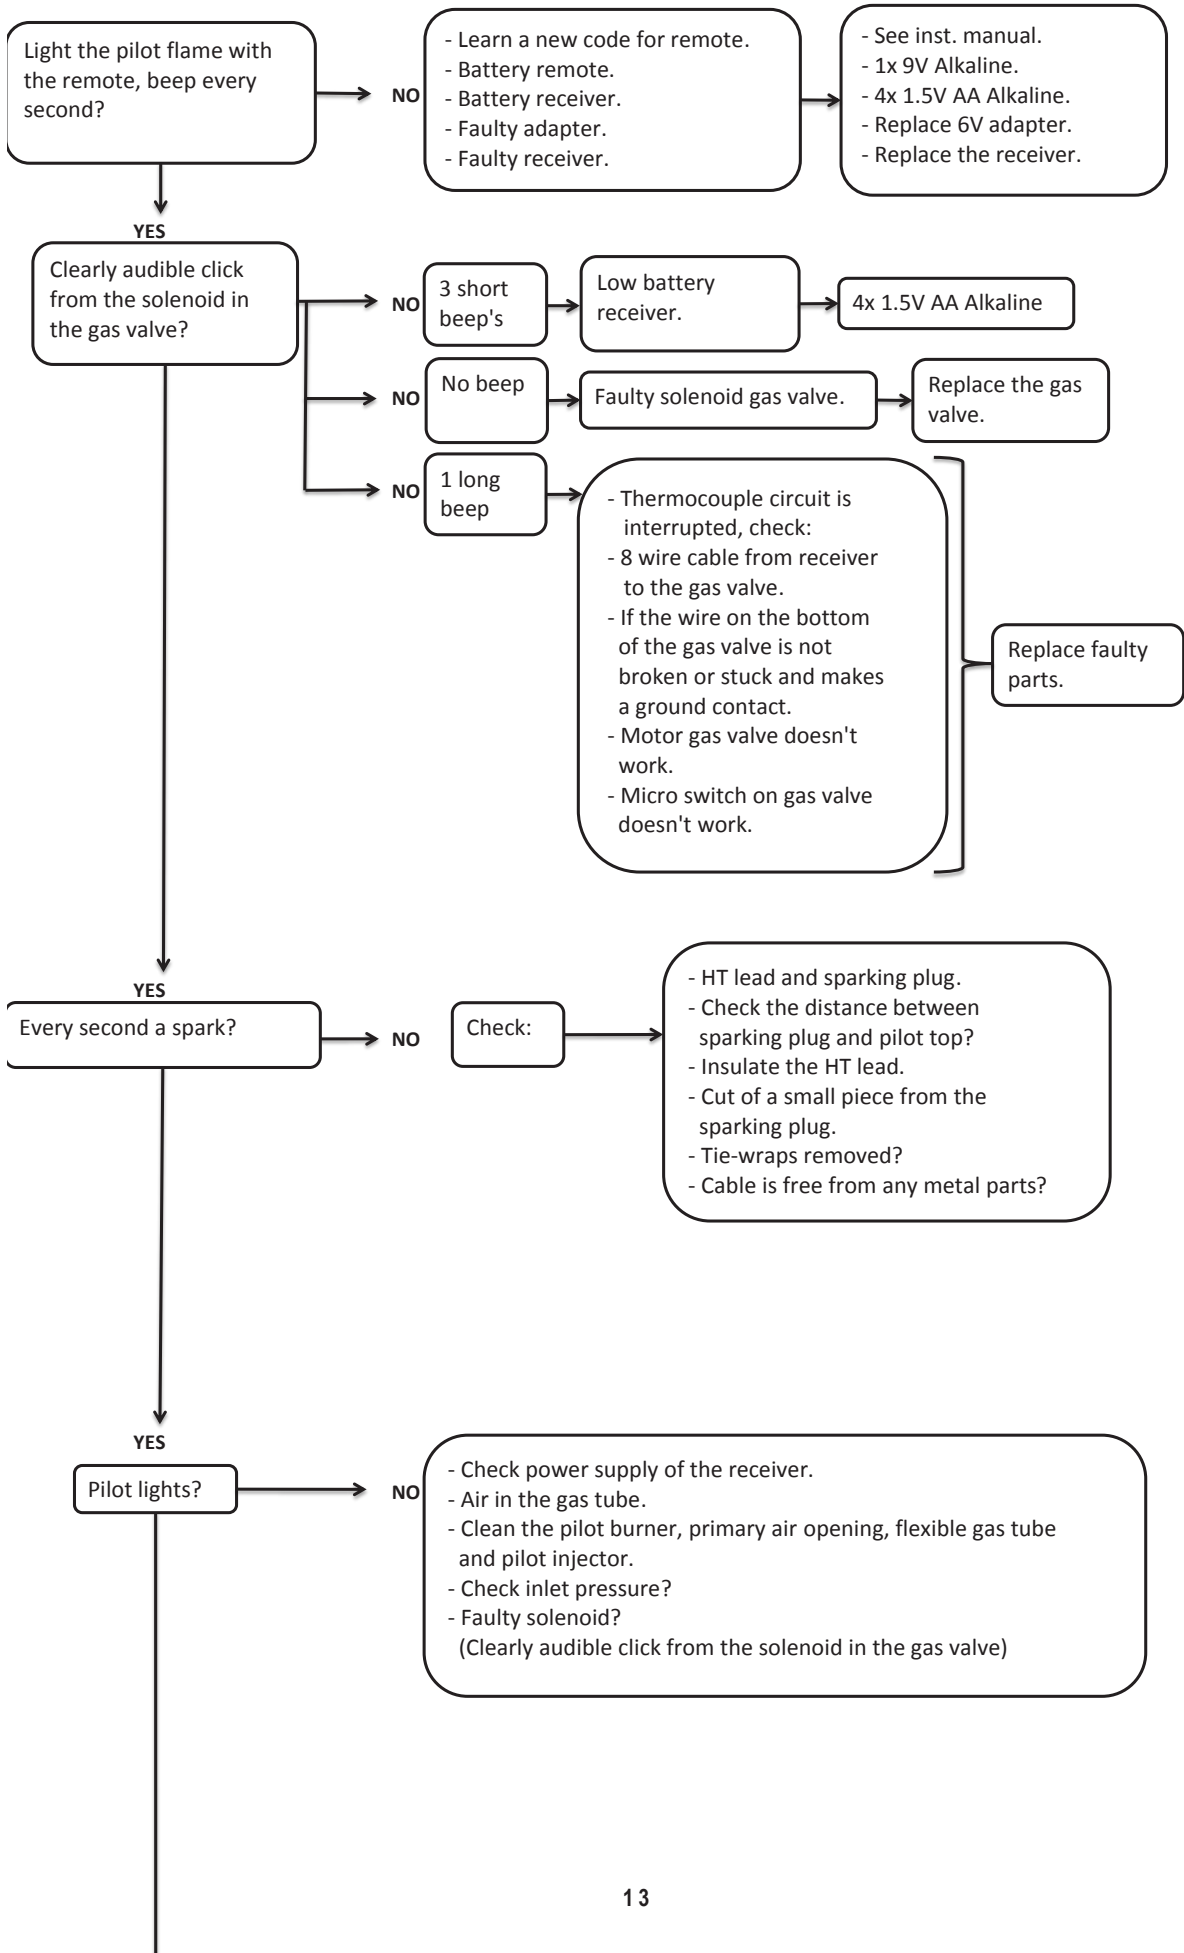 Light the pilot flame with
the remote, beep every
second?
NO
- Learn a new code for remote.
- Battery remote.
- Battery receiver.
- Faulty adapter.
- Faulty receiver.
- See inst. manual.
- 1x 9V Alkaline.
- 4x 1.5V AA Alkaline.
- Replace 6V adapter.
- Replace the receiver.
YES
Clearly audible click
from the solenoid in
the gas valve?
NO
3 short
beep's
Low battery
receiver.
4x 1.5V AA Alkaline
NO
No beep
Faulty solenoid gas valve.
Replace the gas
valve.
NO
1 long
beep
- Thermocouple circuit is
interrupted, check:
- 8 wire cable from receiver
to the gas valve.
- If the wire on the bottom
of the gas valve is not
broken or stuck and makes
a ground contact.
- Motor gas valve doesn't
work.
- Micro switch on gas valve
doesn't work.
Replace faulty
parts.
YES
Every second a spark?
NO
Check:
- HT lead and sparking plug.
- Check the distance between
sparking plug and pilot top?
- Insulate the HT lead.
- Cut of a small piece from the
sparking plug.
- Tie-wraps removed?
- Cable is free from any metal parts?
YES
Pilot lights?
NO
- Check power supply of the receiver.
- Air in the gas tube.
- Clean the pilot burner, primary air opening, flexible gas tube
and pilot injector.
- Check inlet pressure?
- Faulty solenoid?
(Clearly audible click from the solenoid in the gas valve)
13